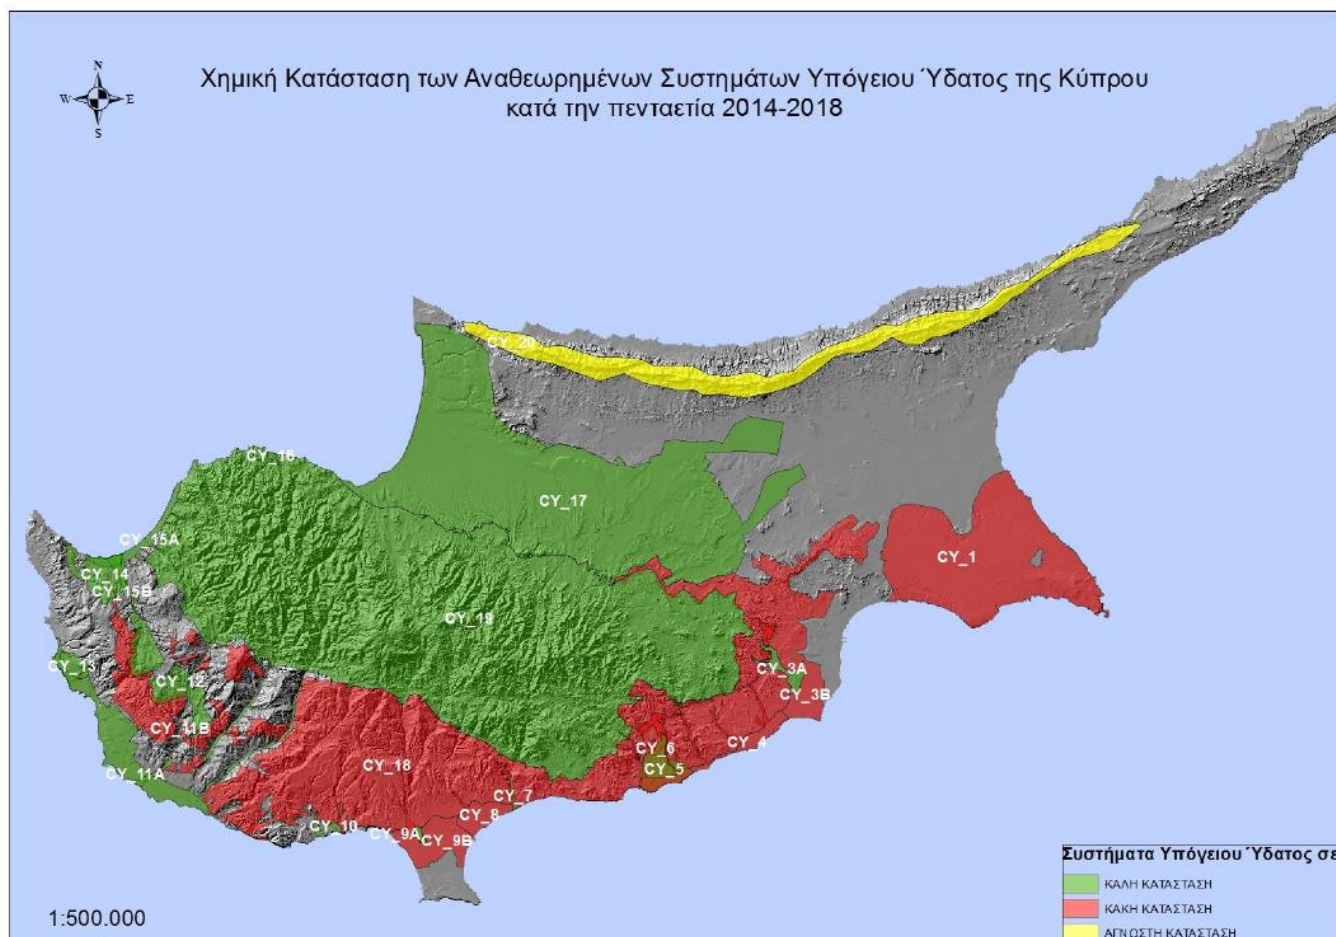 N
W E
S
Χημική Κατάσταση των Αναθεωρημένων Συστημάτων Υπόγειου Ύδατος της Κύπρου
κατά την πενταετία 2014-2018
CY_20
CY_16
CY_17
CY_15A
CY_1
CY_14
CY_15B
CY_19
CY_13
CY_3A
CY_12
CY_3B
CY_11B
CY_6
CY_4
CY_18
CY_5
CY_11A
CY_7
CY_8
CY_10
CY_9A
CY_9B
Συστήματα Υπόγειου Ύδατος σε
ΚΑΛΗ ΚΑΤΑΣΤΑΣΗ
ΚΑΚΗ ΚΑΤΑΣΤΑΣΗ
ΑΓΝΩΣΤΗ ΚΑΤΑΣΤΑΣΗ
1:500.000